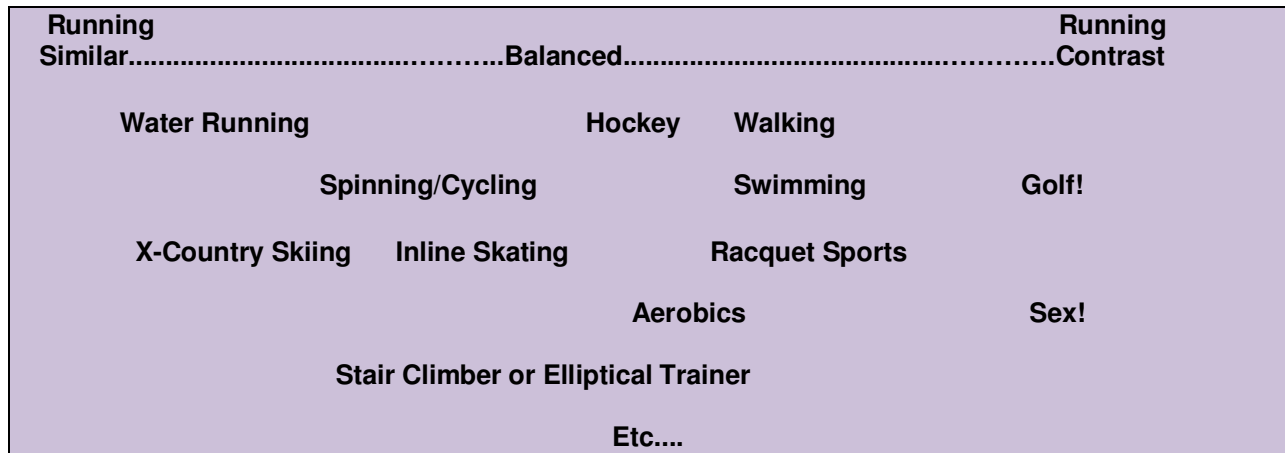 Running Running
Similar.......................................………..Balanced............................................………….Contrast
Water Running Hockey Walking
Spinning/Cycling Swimming Golf!
X-Country Skiing Inline Skating Racquet Sports
Aerobics Sex!
Stair Climber or Elliptical Trainer
Etc....